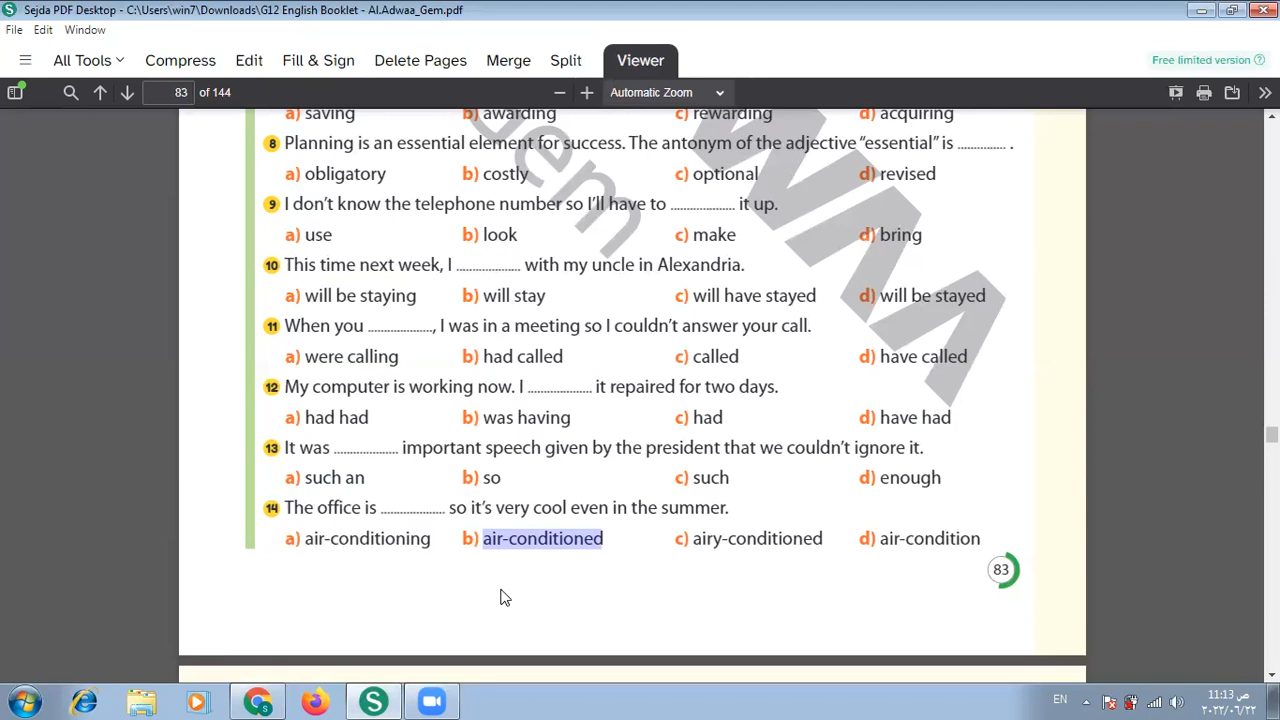 Sejda PDF Desktop - C:\Users\win7\Downloads\G12 English Booklet - Al.Adwaa_Gem.pdf
File Edit Window
All Tools Compress Edit Fill & Sign Delete Pages Merge Split Viewer Free limited version
83 of 144 Automatic Zoom
a) saving b) awarding c) rewarding d) acquiring
8 Planning is an essential element for success. The antonym of the adjective “essential” is .............. .
a) obligatory b) costly c) optional d) revised
9 I don’t know the telephone number so I’ll have to ................... it up.
a) use b) look c) make d) bring
10 This time next week, I ................... with my uncle in Alexandria.
a) will be staying b) will stay c) will have stayed d) will be stayed
11 When you ..................., I was in a meeting so I couldn’t answer your call.
a) were calling b) had called c) called d) have called
12 My computer is working now. I ................... it repaired for two days.
a) had had b) was having c) had d) have had
13 It was ................... important speech given by the president that we couldn’t ignore it.
a) such an b) so c) such d) enough
14 The office is ................... so it’s very cool even in the summer.
a) air-conditioning b) air-conditioned c) airy-conditioned d) air-condition
83
EN 11:13 ص
٢٠٢٢/٠٦/٢٢